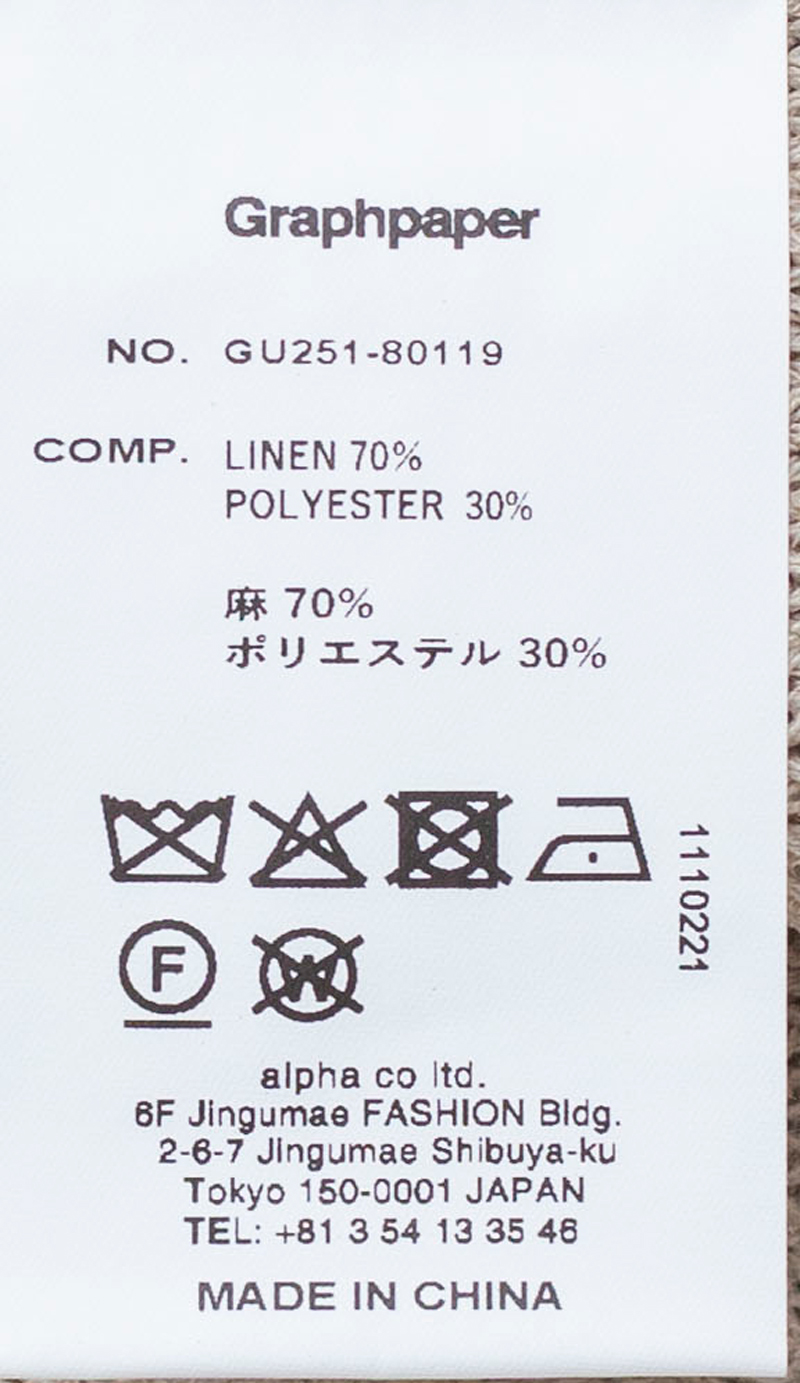 Graphpaper
NO. GU251-80119
COMP. LINEN 70%
POLYESTER 30%
麻 70%
ポリエステル 30%
1110221
F
W
alpha co ltd.
6F Jingumae FASHION Bldg.
2-6-7 Jingumae Shibuya-ku
Tokyo 150-0001 JAPAN
TEL: +81 3 54 13 35 46
MADE IN CHINA